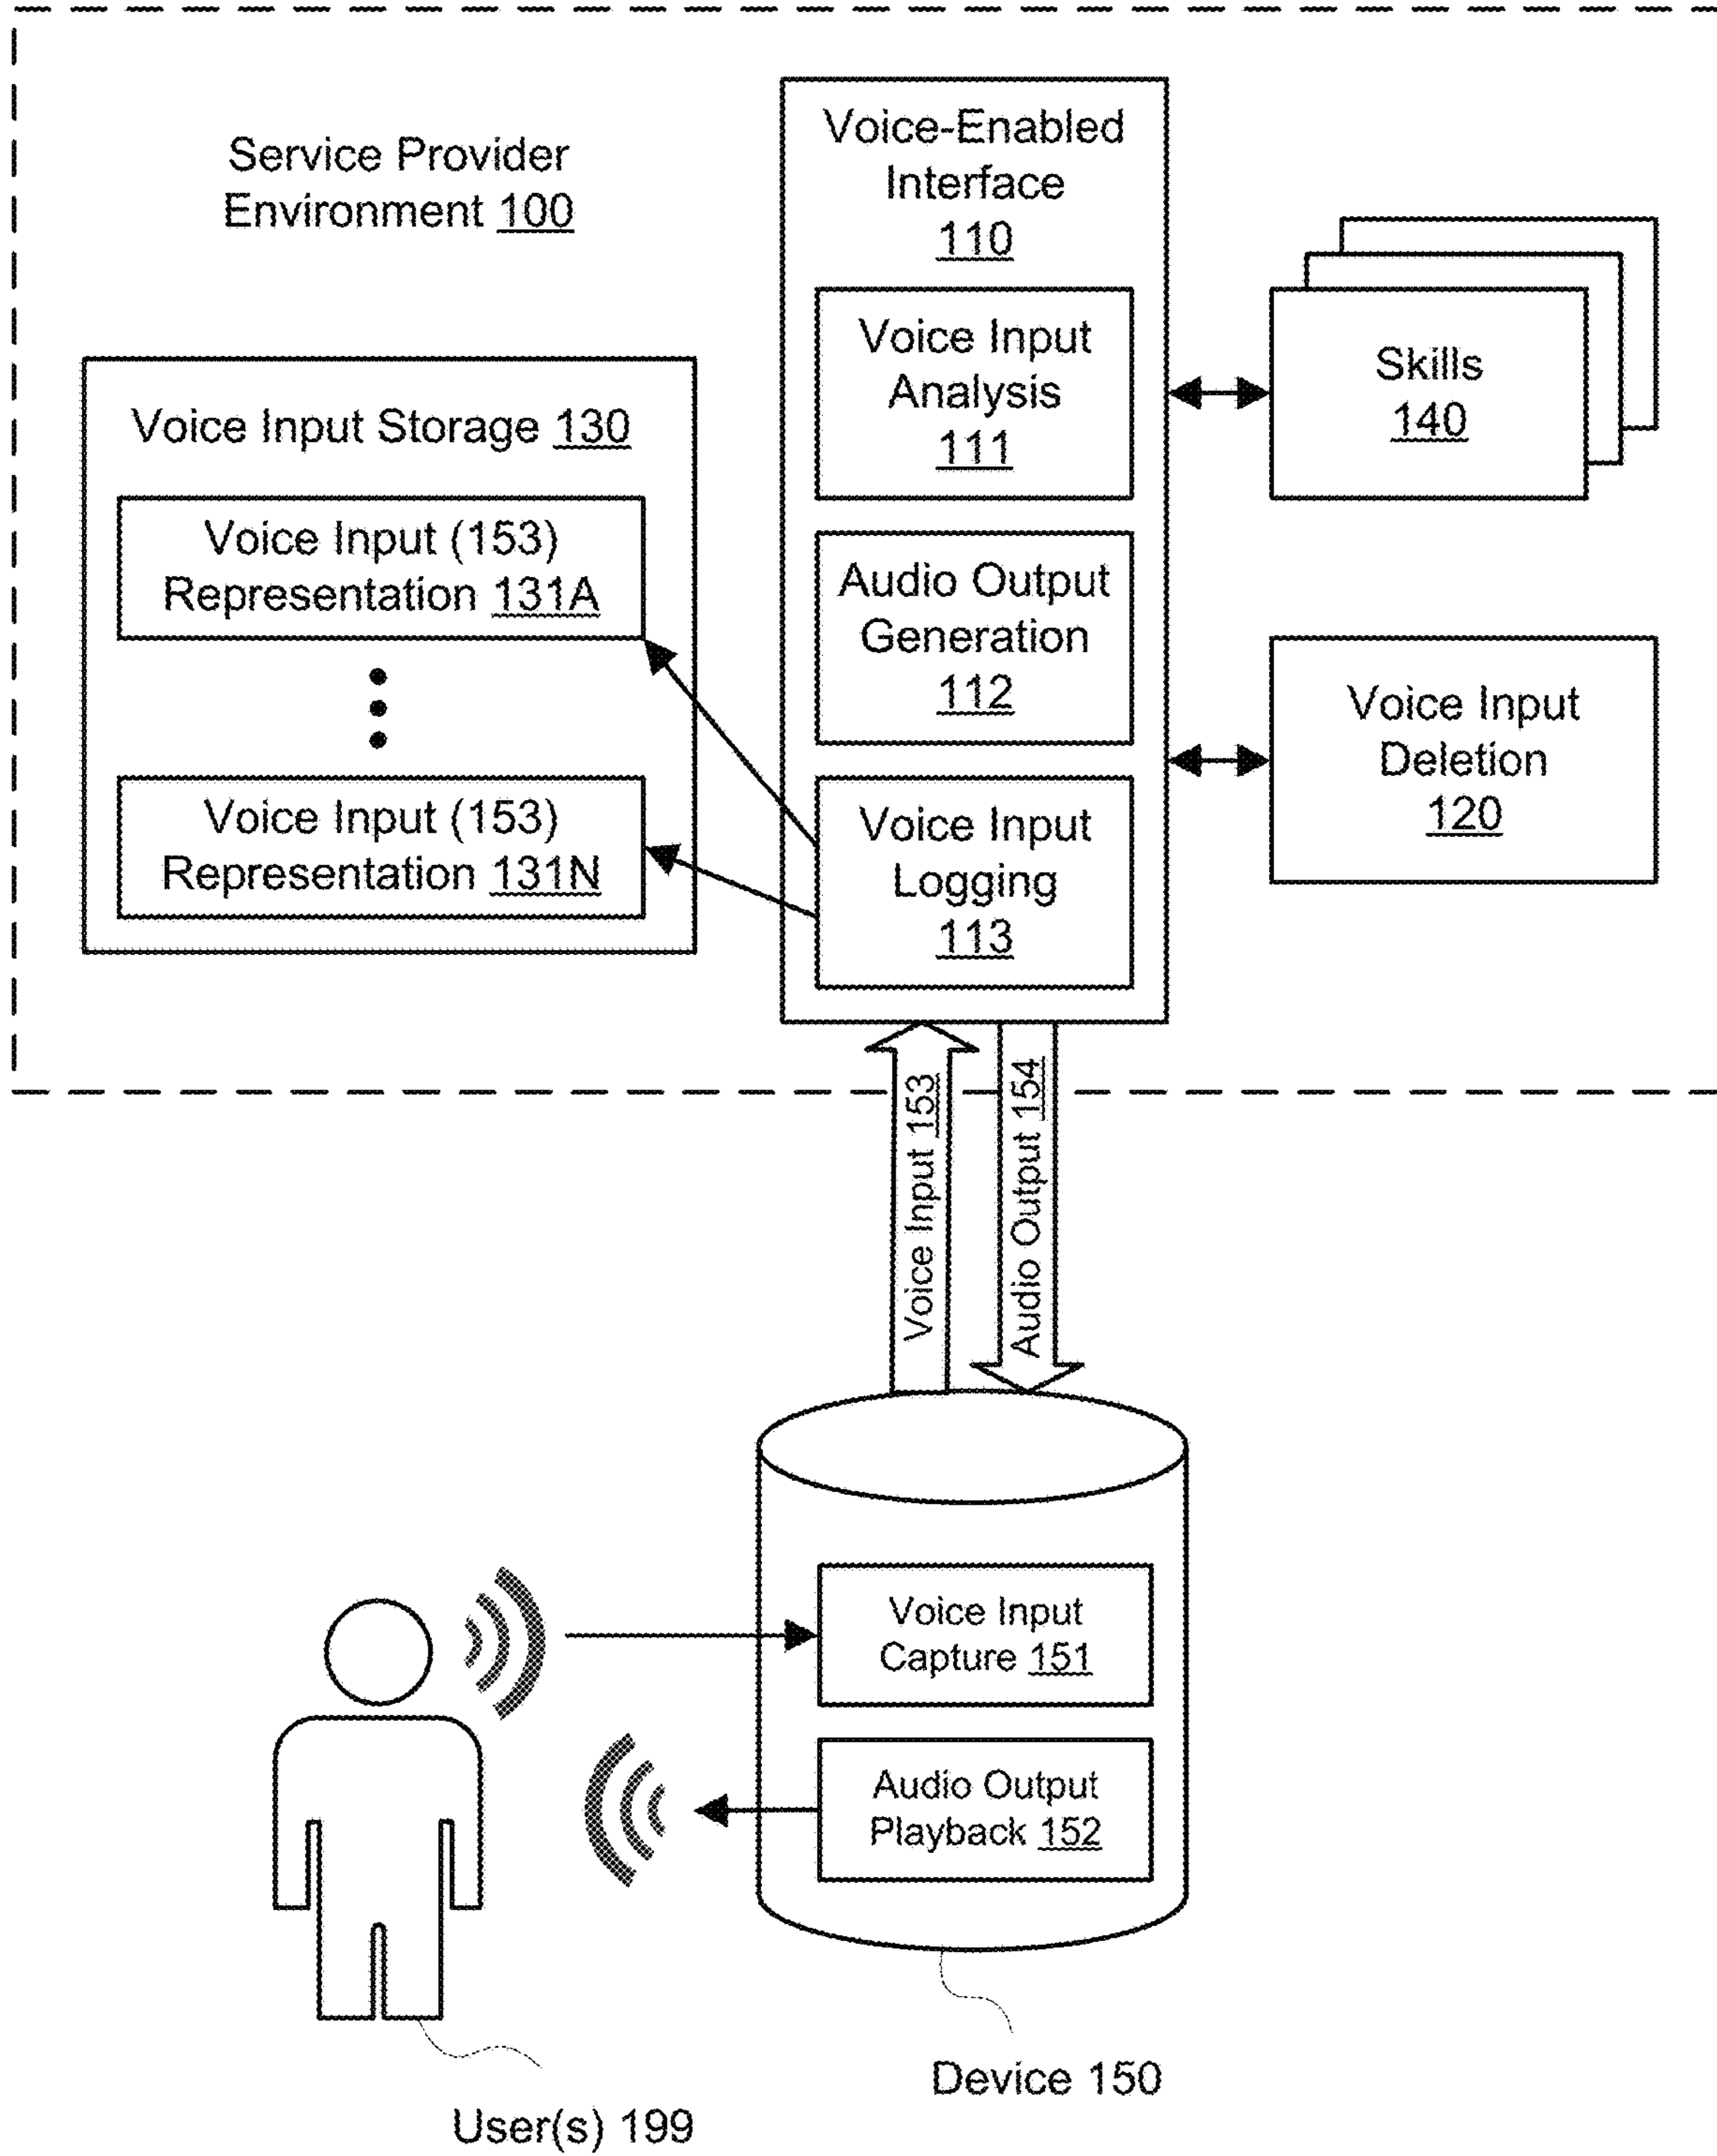 Service Provider
Environment 100
Voice-Enabled
Interface
110
Voice Input
Analysis
111
Audio Output
Generation
112
Voice Input
Logging
113
Skills
140
Voice Input
Deletion
120
Voice Input Storage 130
Voice Input (153)
Representation 131A
Voice Input (153)
Representation 131N
Voice Input 153
Audio Output 154
Voice Input
Capture 151
Audio Output
Playback 152
Device 150
User(s) 199